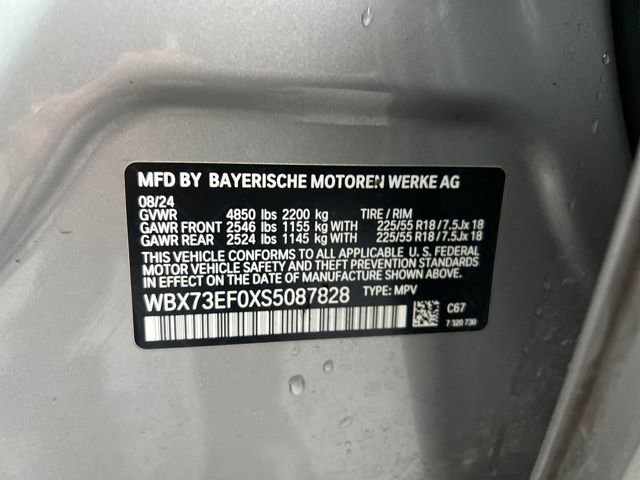 MFD BY BAYERISCHE MOTOREN WERKE AG
08/24
GVWR 4850 lbs 2200 kg TIRE / RIM
GAWR FRONT 2546 lbs 1155 kg WITH 225/55 R18 / 7.5Jx 18
GAWR REAR 2524 lbs 1145 kg WITH 225/55 R18 / 7.5Jx 18
THIS VEHICLE CONFORMS TO ALL APPLICABLE U. S. FEDERAL
MOTOR VEHICLE SAFETY, BUMPER, AND THEFT PREVENTION STANDARDS
IN EFFECT ON THE DATE OF MANUFACTURE SHOWN ABOVE.
WBX73EF0XS5087828 TYPE: MPV
C67
7 320 730